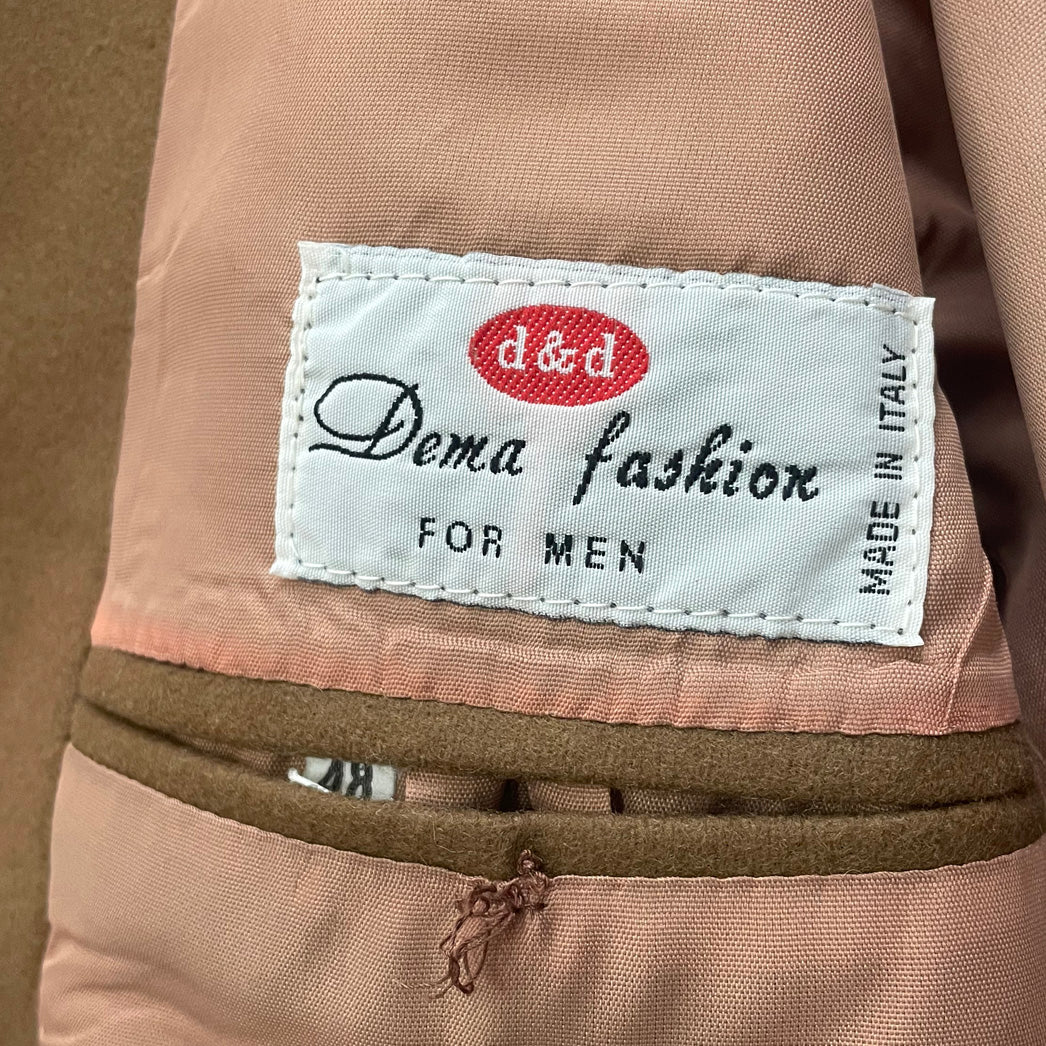 d&d
Dema fashion
FOR MEN
MADE IN ITALY
48